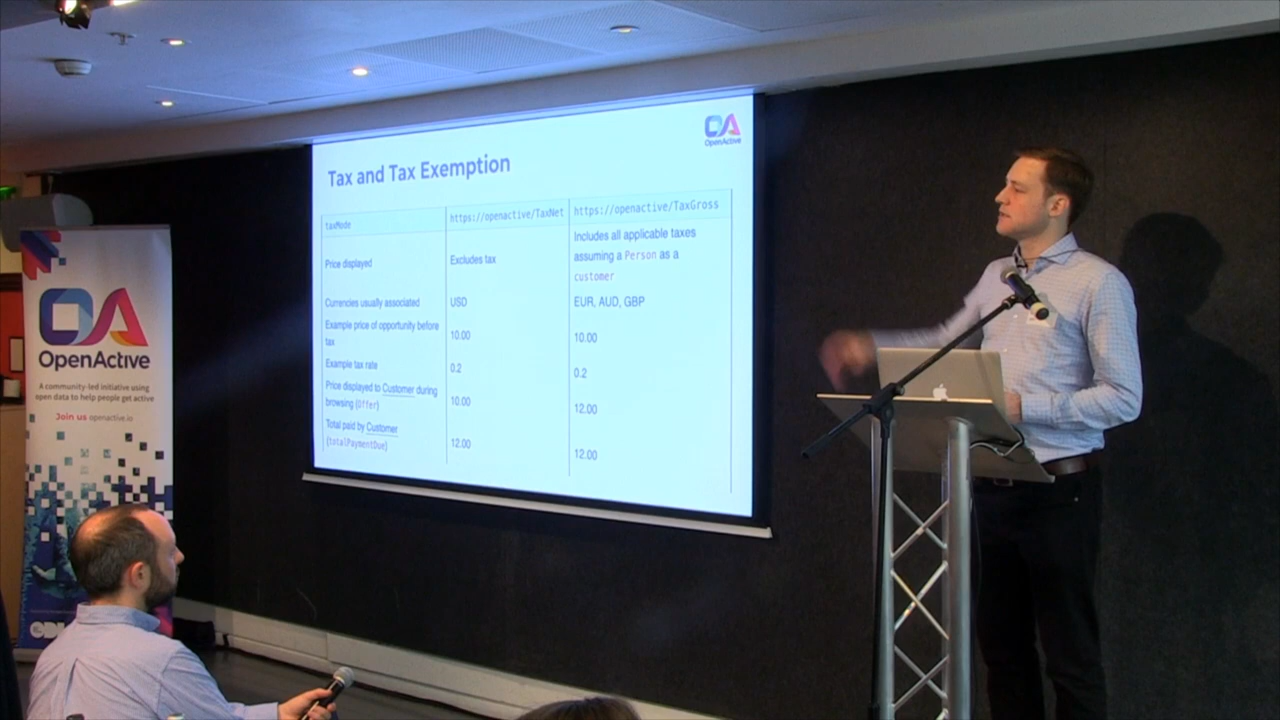 OA
OpenActive
Tax and Tax Exemption
taxMode
https://openactive/TaxNet
https://openactive/TaxGross
Price displayed
Excludes tax
Includes all applicable taxes
assuming a Person as a
customer
Currencies usually associated
USD
EUR, AUD, GBP
Example price of opportunity before
tax
10.00
10.00
Example tax rate
0.2
0.2
Price displayed to Customer during
browsing (Offer)
10.00
12.00
Total paid by Customer
(totalPaymentDue)
12.00
12.00
OA
OpenActive
A community-led initiative using
open data to help people get active
Join us openactive.io